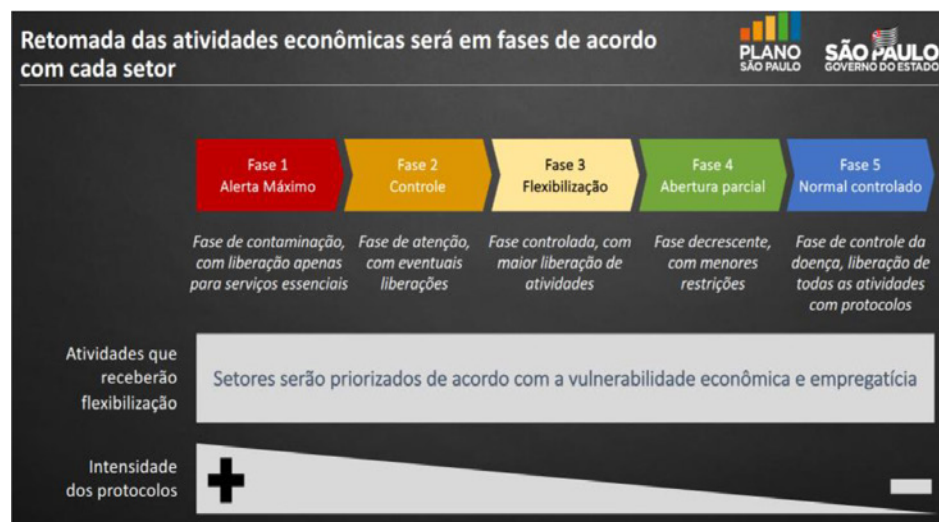 Retomada das atividades econômicas será em fases de acordo
com cada setor
PLANO
SÃO PAULO
SÃO PAULO
GOVERNO DO ESTADO
Fase 1
Alerta Máximo
Fase 2
Controle
Fase 3
Flexibilização
Fase 4
Abertura parcial
Fase 5
Normal controlado
Fase de contaminação,
com liberação apenas
para serviços essenciais
Fase de atenção,
com eventuais
liberações
Fase controlada, com
maior liberação de
atividades
Fase decrescente,
com menores
restrições
Fase de controle da
doença, liberação de
todas as atividades
com protocolos
Atividades que
receberão
flexibilização
Setores serão priorizados de acordo com a vulnerabilidade econômica e empregatícia
Intensidade
dos protocolos
+
-